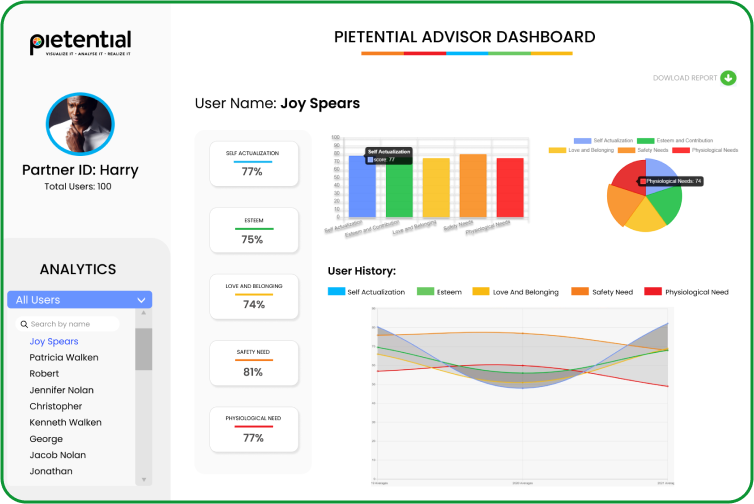 pietential
VISUALIZE IT - ANALYSE IT - REALIZE IT
PIETENTIAL ADVISOR DASHBOARD
DOWLOAD REPORT
Partner ID: Harry
Total Users: 100
ANALYTICS
All Users
Search by name
Joy Spears
Patricia Walken
Robert
Jennifer Nolan
Christopher
Kenneth Walken
George
Jacob Nolan
Jonathan
User Name: Joy Spears
SELF ACTUALIZATION
77%
ESTEEM
75%
LOVE AND BELONGING
74%
SAFETY NEED
81%
PHYSIOLOGICAL NEED
77%
100
90
80
70
60
50
40
30
20
10
0
Self Actualization
score: 77
Self Actualization
Esteem and Contribution
Love and Belonging
Safety Needs
Physiological Needs
Self Actualization Esteem and Contribution
Love and Belonging Safety Needs Physiological Needs
Physiological Needs: 74
User History:
Self Actualization Esteem Love And Belonging Safety Need Physiological Need